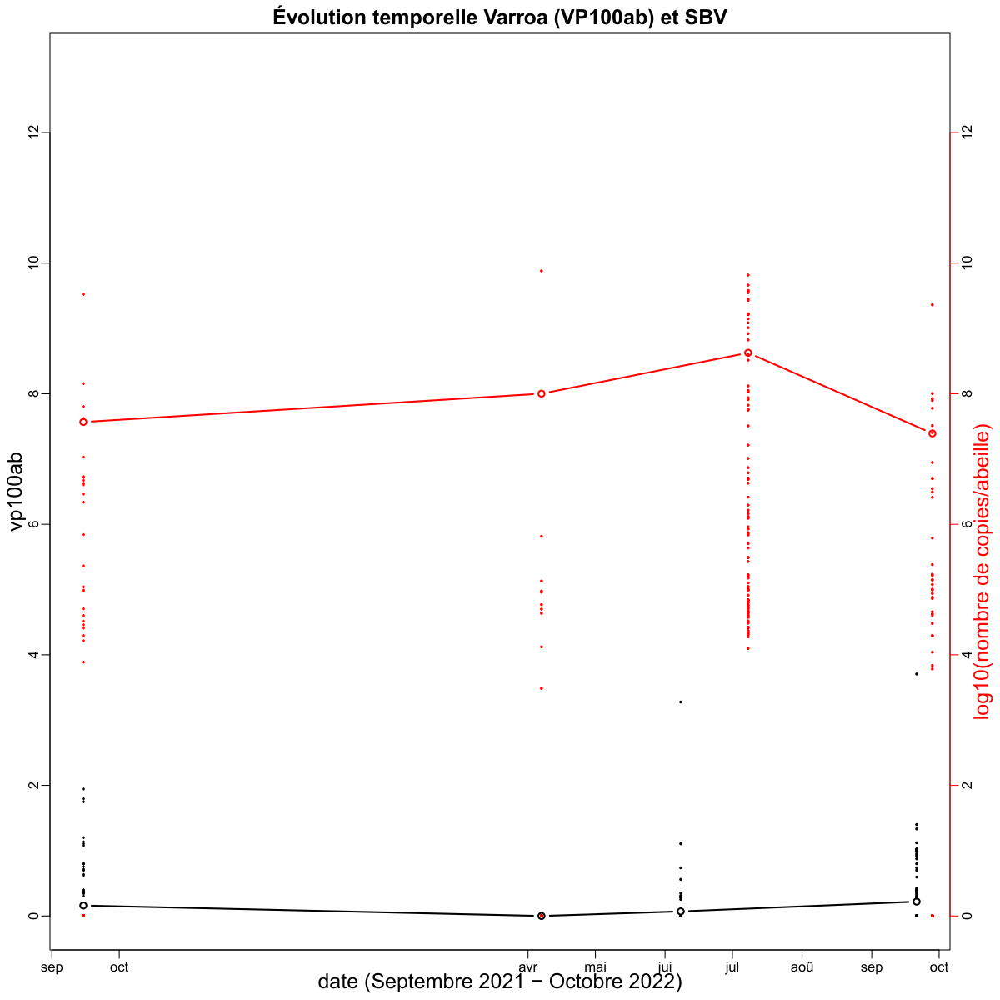 Évolution temporelle Varroa (VP100ab) et SBV
vp100ab
0 2 4 6 8 10 12
0 2 4 6 8 10 12
log10(nombre de copies/abeille)
sep oct avr mai jui jul aoû sep oct
date (Septembre 2021 − Octobre 2022)